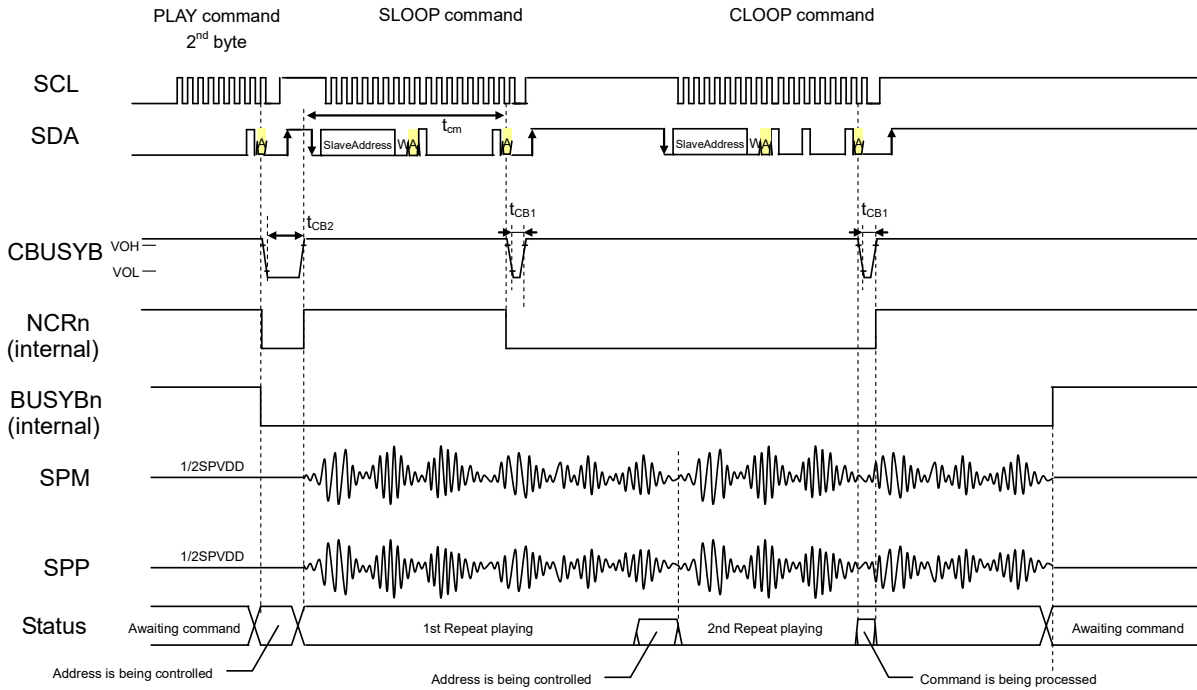 PLAY command
2nd byte
SLOOP command
CLOOP command
SCL
SDA
A
SlaveAddress
W
A
tcm
A
SlaveAddress
W
A
A
CBUSYB
VOH
VOL
tCB2
tCB1
tCB1
NCRn
(internal)
BUSYBn
(internal)
SPM
1/2SPVDD
SPP
1/2SPVDD
Status
Awaiting command
1st Repeat playing
2nd Repeat playing
Awaiting command
Address is being controlled
Address is being controlled
Command is being processed